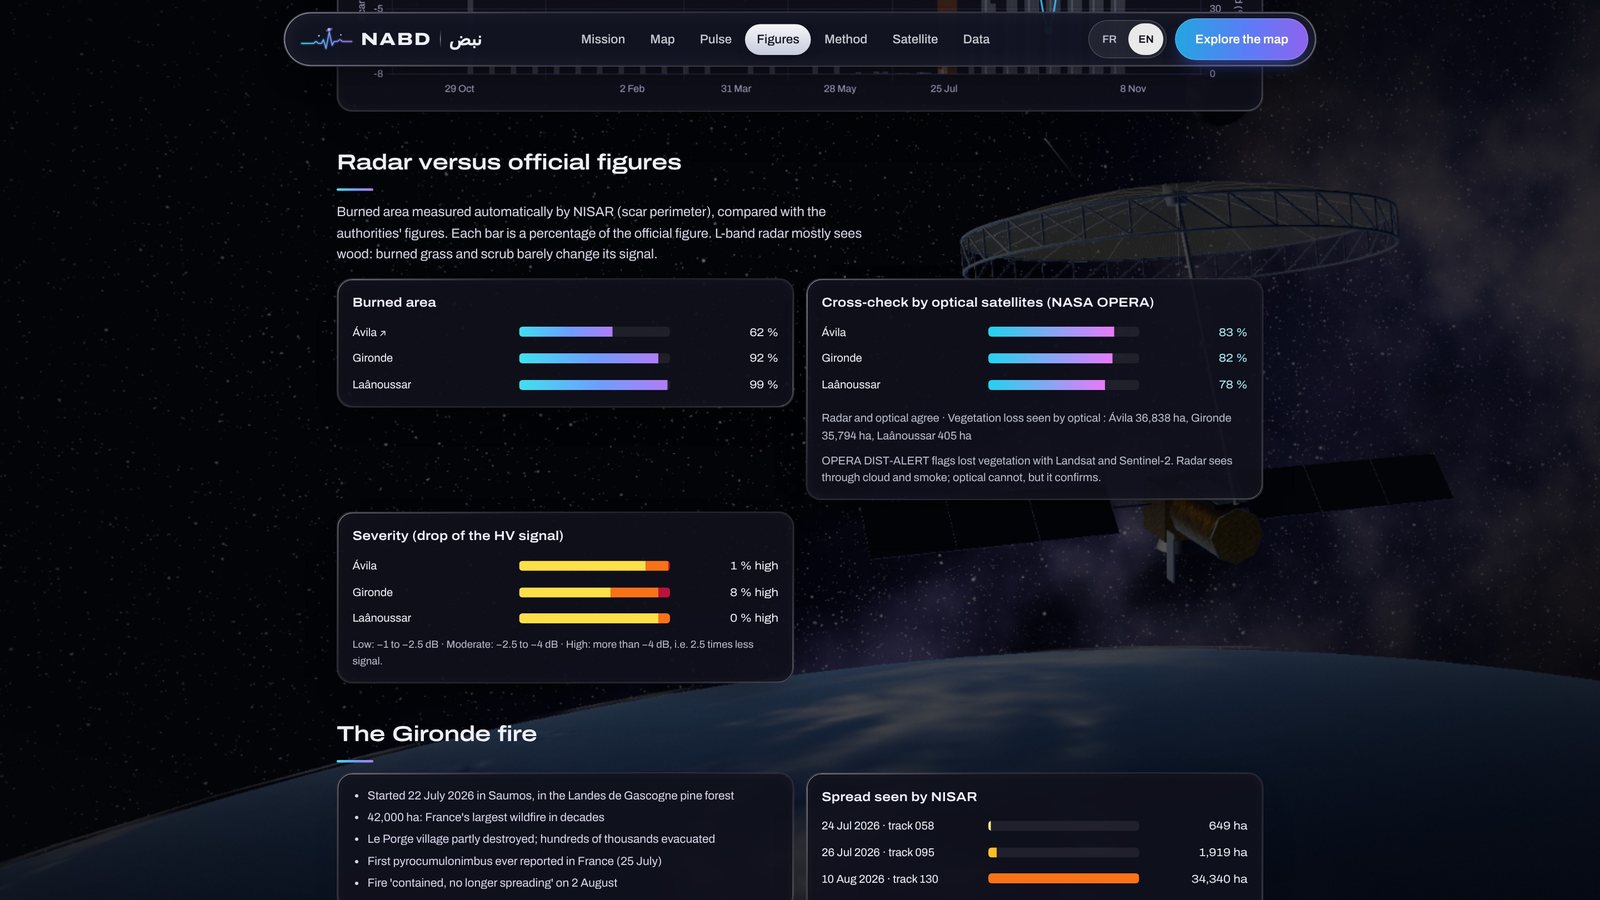 -5
30
NABD نبض
Mission
Map
Pulse
Figures
Method
Satellite
Data
FR
EN
Explore the map
-8
0
29 Oct
2 Feb
31 Mar
28 May
25 Jul
8 Nov
Radar versus official figures
Burned area measured automatically by NISAR (scar perimeter), compared with the
authorities' figures. Each bar is a percentage of the official figure. L-band radar mostly sees
wood: burned grass and scrub barely change its signal.
Burned area
Ávila ↗ 62 %
Gironde 92 %
Laânoussar 99 %
Cross-check by optical satellites (NASA OPERA)
Ávila 83 %
Gironde 82 %
Laânoussar 78 %
Radar and optical agree · Vegetation loss seen by optical : Ávila 36,838 ha, Gironde
35,794 ha, Laânoussar 405 ha
OPERA DIST-ALERT flags lost vegetation with Landsat and Sentinel-2. Radar sees
through cloud and smoke; optical cannot, but it confirms.
Severity (drop of the HV signal)
Ávila 1 % high
Gironde 8 % high
Laânoussar 0 % high
Low: −1 to −2.5 dB · Moderate: −2.5 to −4 dB · High: more than −4 dB, i.e. 2.5 times less
signal.
The Gironde fire
• Started 22 July 2026 in Saumos, in the Landes de Gascogne pine forest
• 42,000 ha: France's largest wildfire in decades
• Le Porge village partly destroyed; hundreds of thousands evacuated
• First pyrocumulonimbus ever reported in France (25 July)
• Fire 'contained, no longer spreading' on 2 August
Spread seen by NISAR
24 Jul 2026 · track 058 649 ha
26 Jul 2026 · track 095 1,919 ha
10 Aug 2026 · track 130 34,340 ha